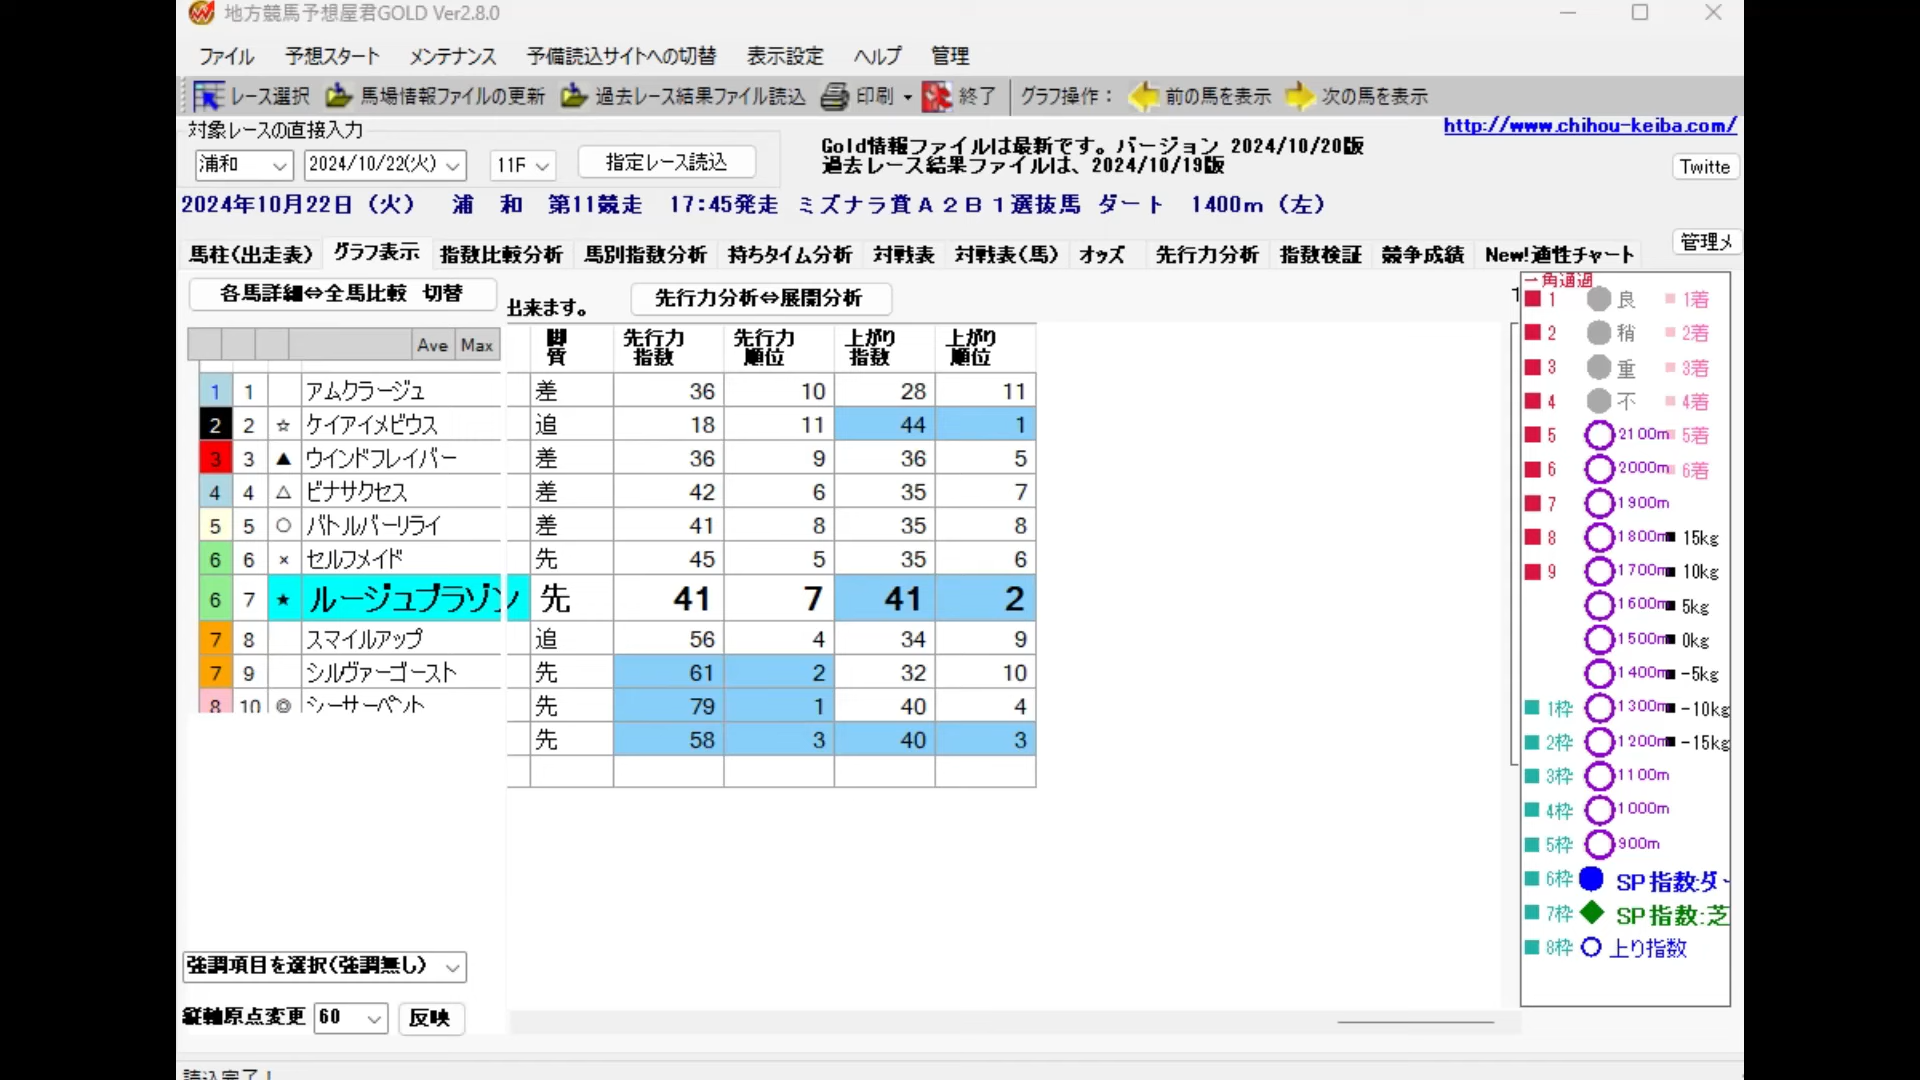 地方競馬予想屋君GOLD Ver2.8.0
ファイル 予想スタート メンテナンス 予備読込サイトへの切替 表示設定 ヘルプ 管理
レース選択 馬場情報ファイルの更新 過去レース結果ファイル読込 印刷 終了 グラフ操作： 前の馬を表示 次の馬を表示
対象レースの直接入力
http://www.chihou-keiba.com/
浦和 2024/10/22(火) 11F 指定レース読込
Gold情報ファイルは最新です。バージョン 2024/10/20版
過去レース結果ファイルは、2024/10/19版
Twitte
2024年10月22日（火） 浦 和 第11競走 17:45発走 ミズナラ賞Ａ２Ｂ１選抜馬 ダート 1400m（左）
管理メ
馬柱(出走表) グラフ表示 指数比較分析 馬別指数分析 持ちタイム分析 対戦表 対戦表(馬) オッズ 先行力分析 指数検証 競争成績 New!適性チャート
各馬詳細⇔全馬比較 切替
出来ます。
先行力分析⇔展開分析
Ave Max
脚質 先行力指数 先行力順位 上がり指数 上がり順位
1 1 アムクラージュ 差 36 10 28 11
2 2 ☆ ケイアイメビウス 追 18 11 44 1
3 3 ▲ ウインドフレイバー 差 36 9 36 5
4 4 △ ビナサクセス 差 42 6 35 7
5 5 ○ バトルバーリライ 差 41 8 35 8
6 6 × セルフメイド 先 45 5 35 6
6 7 ★ ルージュブラゾン 先 41 7 41 2
7 8 スマイルアップ 追 56 4 34 9
7 9 シルヴァーゴースト 先 61 2 32 10
8 10 ◎ シーサーペント 先 79 1 40 4
先 58 3 40 3
一角通過
1 良 1着
2 稍 2着
3 重 3着
4 不 4着
5 2100m 5着
6 2000m 6着
7 1900m
8 1800m 15kg
9 1700m 10kg
1600m 5kg
1500m 0kg
1400m -5kg
1枠 1300m -10kg
2枠 1200m -15kg
3枠 1100m
4枠 1000m
5枠 900m
6枠 SP指数:ダ
7枠 SP指数:芝
8枠 上り指数
強調項目を選択(強調無し)
縦軸原点変更 60 反映
読込完了！